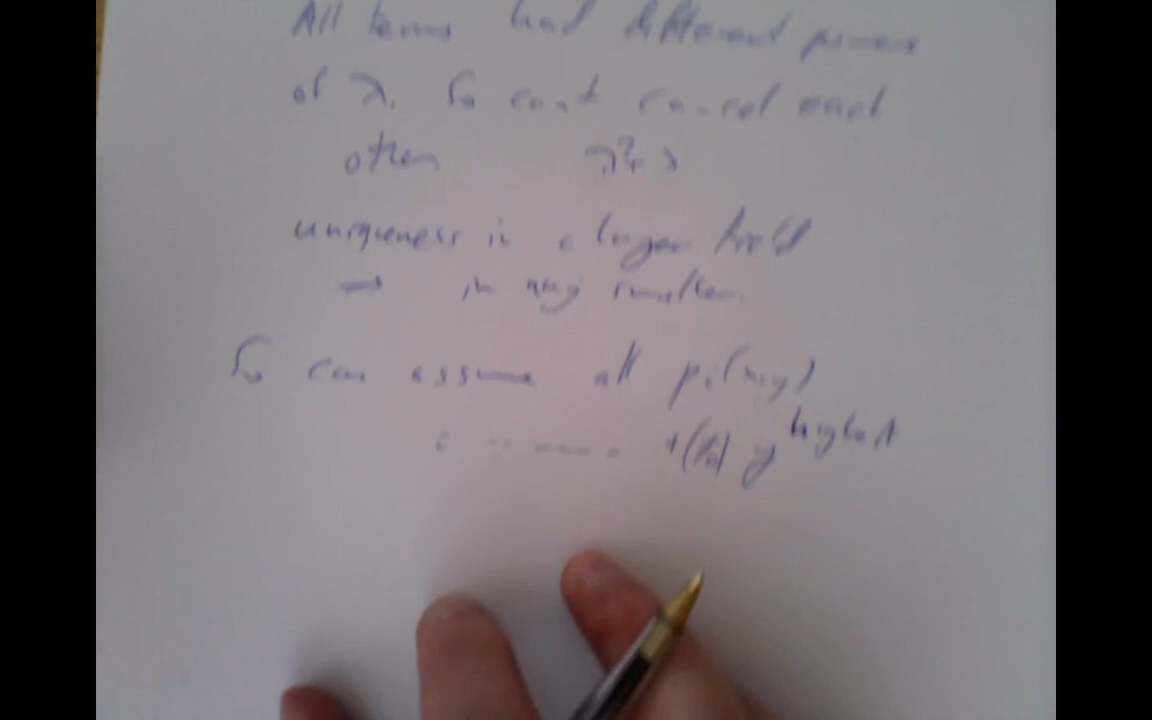 All terms had different powers
of λ. So can't cancel each
other λ²,
uniqueness in a larger field
⇒ in any smaller.
So can assume all pᵢ(x,y)
+(b) y^highest